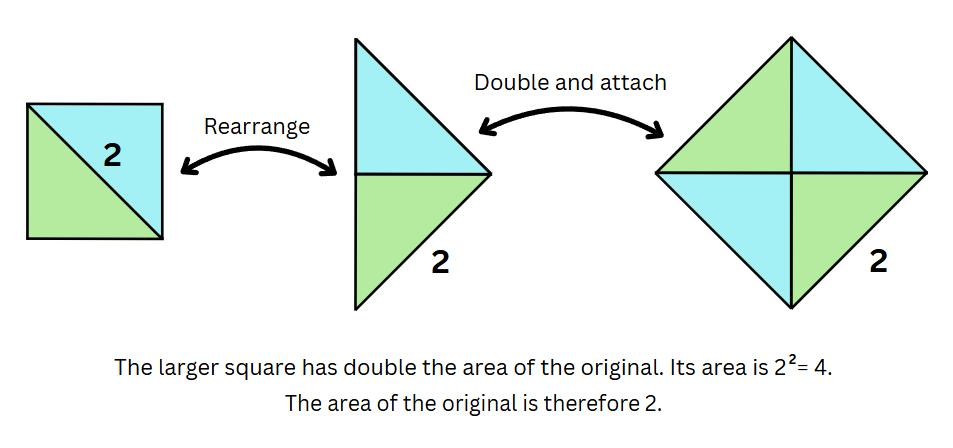 Double and attach
Rearrange
2
2
2
The larger square has double the area of the original. Its area is 2²= 4.
The area of the original is therefore 2.